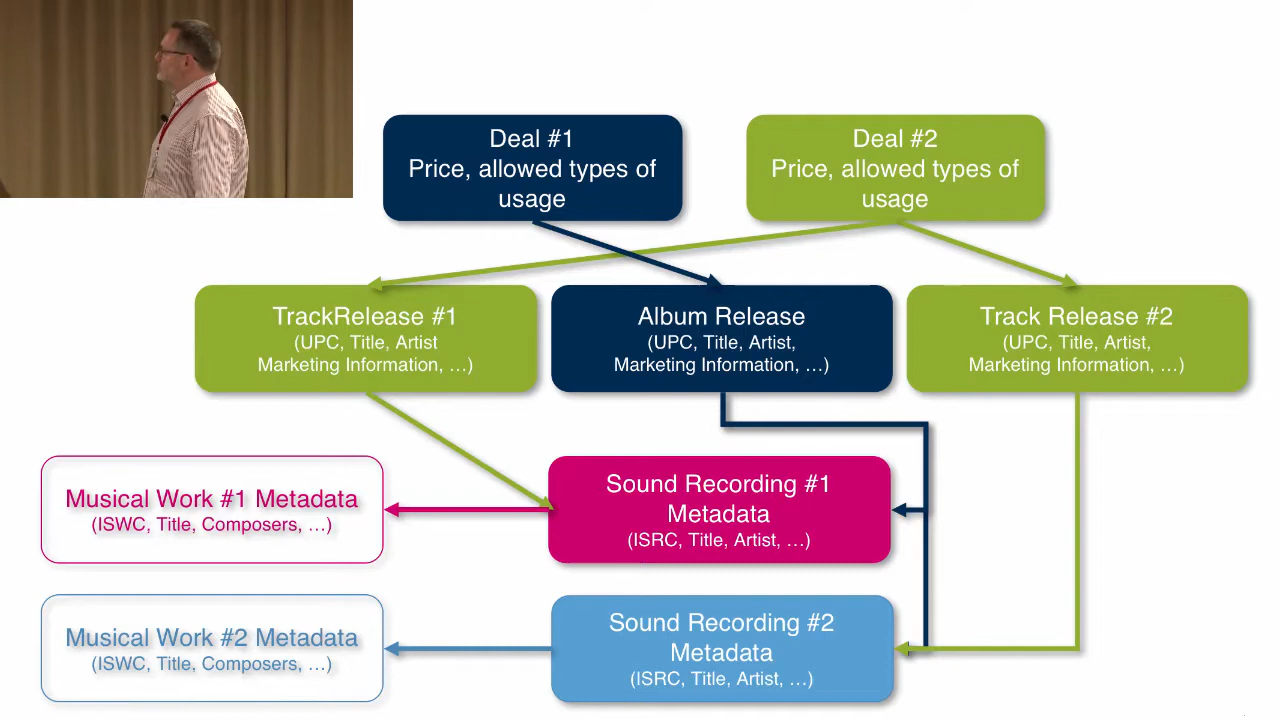 Deal #1
Price, allowed types of
usage
Deal #2
Price, allowed types of
usage
TrackRelease #1
(UPC, Title, Artist
Marketing Information, …)
Album Release
(UPC, Title, Artist,
Marketing Information, …)
Track Release #2
(UPC, Title, Artist,
Marketing Information, …)
Musical Work #1 Metadata
(ISWC, Title, Composers, …)
Sound Recording #1
Metadata
(ISRC, Title, Artist, …)
Musical Work #2 Metadata
(ISWC, Title, Composers, …)
Sound Recording #2
Metadata
(ISRC, Title, Artist, …)